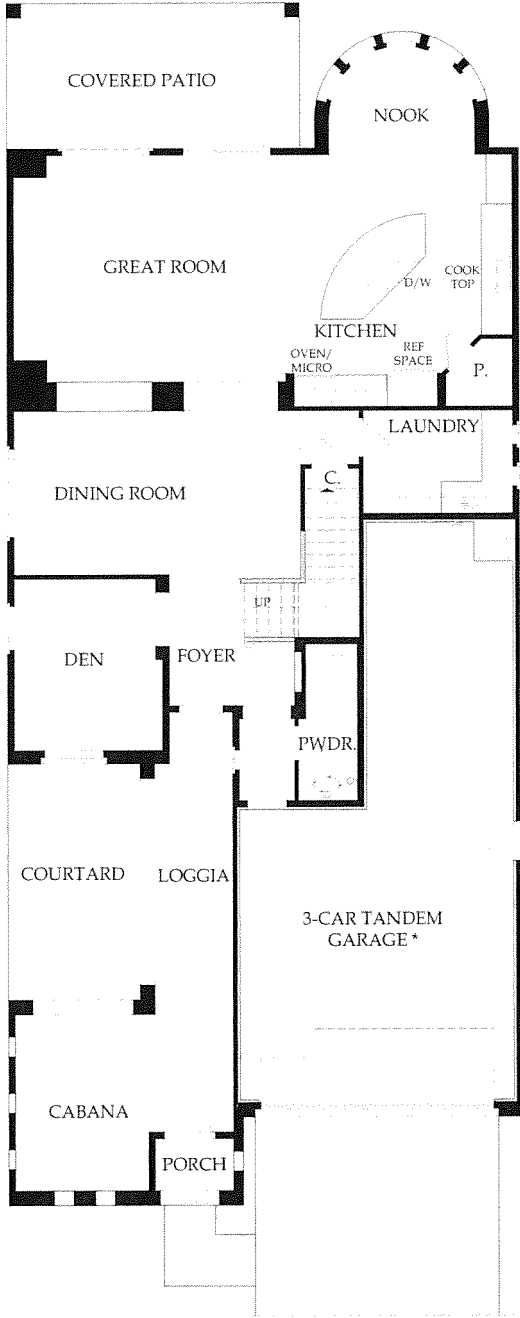 COVERED PATIO
NOOK
GREAT ROOM
D/W
COOK
TOP
KITCHEN
OVEN/
MICRO
REF
SPACE
P.
LAUNDRY
C.
DINING ROOM
UP
DEN
FOYER
PWDR.
COURTARD
LOGGIA
3-CAR TANDEM
GARAGE *
CABANA
PORCH